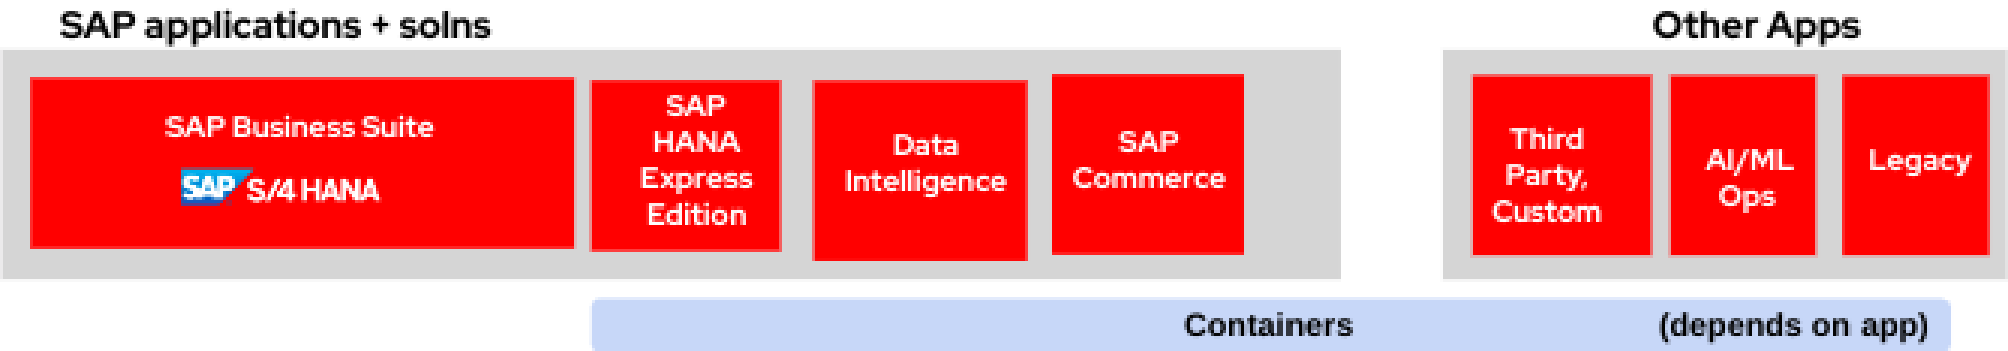 SAP applications + solns
Other Apps
SAP Business Suite
SAP S/4 HANA
SAP
HANA
Express
Edition
Data
Intelligence
SAP
Commerce
Third
Party,
Custom
AI/ML
Ops
Legacy
Containers
(depends on app)